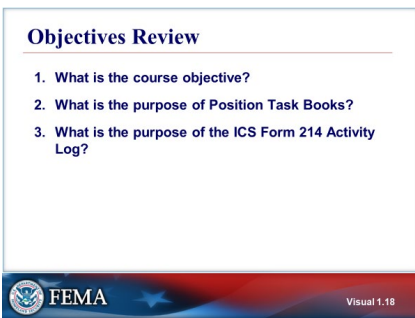 Objectives Review
1. What is the course objective?
2. What is the purpose of Position Task Books?
3. What is the purpose of the ICS Form 214 Activity
Log?
FEMA
Visual 1.18